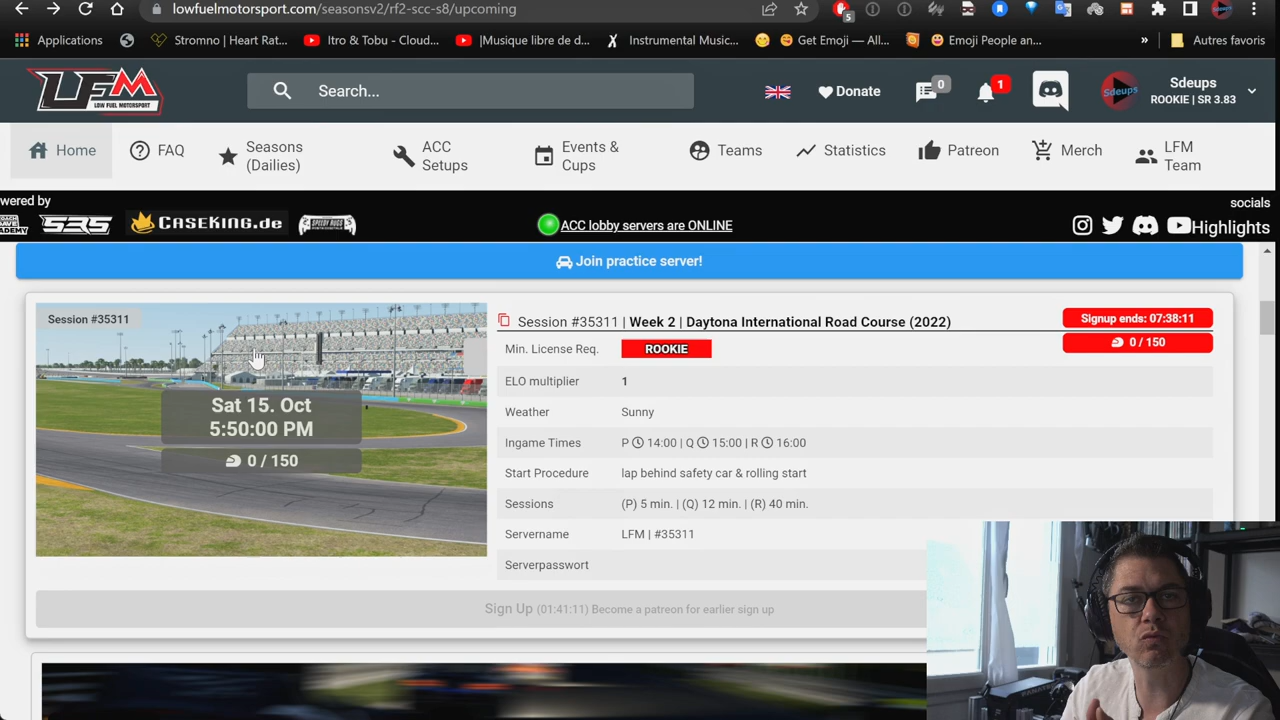 lowfuelmotorsport.com/seasonsv2/rf2-scc-s8/upcoming
5
Applications
Stromno | Heart Rat...
Itro & Tobu - Cloud...
|Musique libre de d...
Instrumental Music...
Get Emoji — All...
Emoji People an...
»
Autres favoris
LFM
LOW FUEL MOTORSPORT
Search...
Donate
0
1
Sdeups
Sdeups
ROOKIE | SR 3.83
Home
FAQ
Seasons
(Dailies)
ACC
Setups
Events &
Cups
Teams
Statistics
Patreon
Merch
LFM
Team
wered by
socials
S35
CASEKING.de
ACC lobby servers are ONLINE
Highlights
Join practice server!
Session #35311
Sat 15. Oct
5:50:00 PM
0 / 150
Session #35311 | Week 2 | Daytona International Road Course (2022)
Signup ends: 07:38:11
0 / 150
Min. License Req.
ROOKIE
ELO multiplier
1
Weather
Sunny
Ingame Times
P 14:00 | Q 15:00 | R 16:00
Start Procedure
lap behind safety car & rolling start
Sessions
(P) 5 min. | (Q) 12 min. | (R) 40 min.
Servername
LFM | #35311
Serverpasswort
Sign Up (01:41:11) Become a patreon for earlier sign up